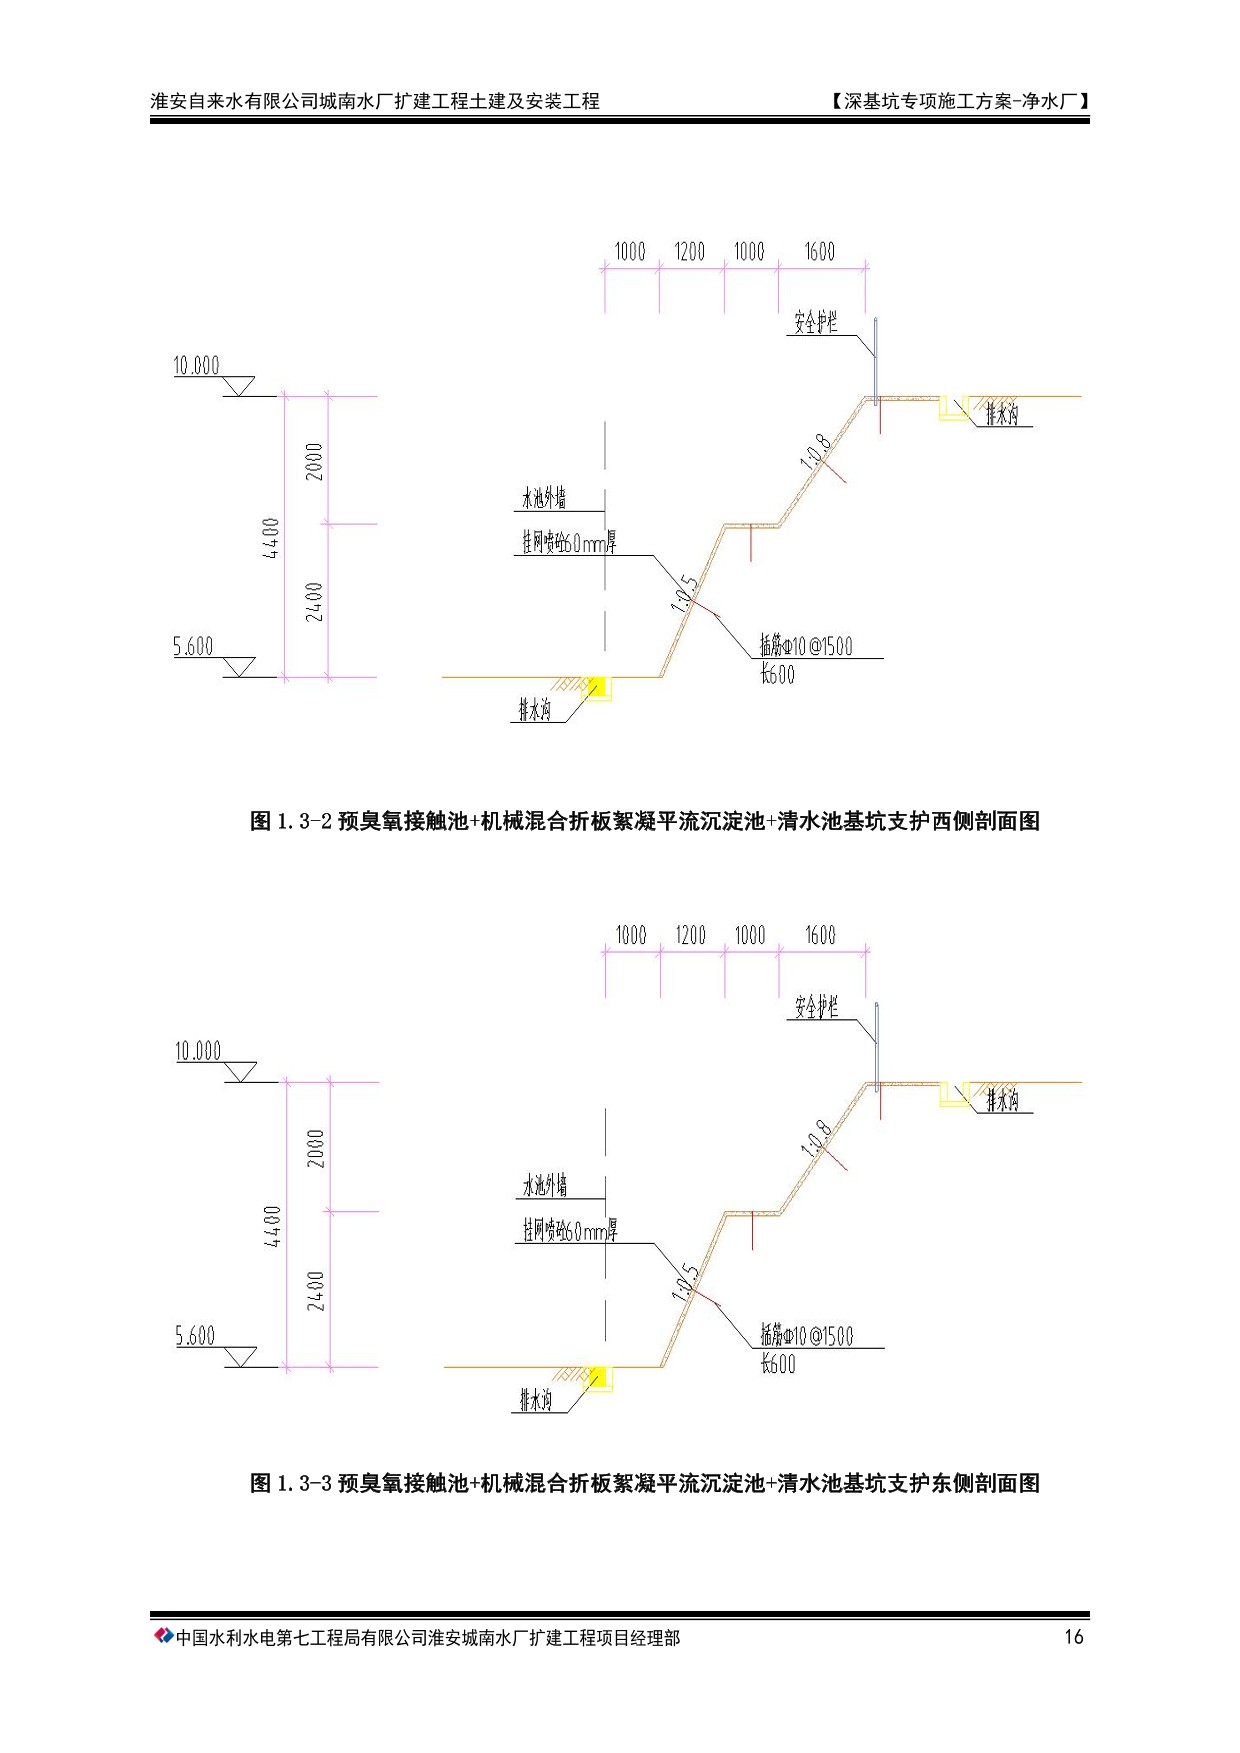 淮安自来水有限公司城南水厂扩建工程土建及安装工程 【深基坑专项施工方案-净水厂】
1000 1200 1000 1600
安全护栏
10.000
排水沟
1:0.8
2000
水池外墙
4400
挂网喷砼60mm厚
1:0.5
2400
插筋Φ10@1500
长600
5.600
排水沟
图 1.3-2 预臭氧接触池+机械混合折板絮凝平流沉淀池+清水池基坑支护西侧剖面图
1000 1200 1000 1600
安全护栏
10.000
排水沟
1:0.8
2000
水池外墙
4400
挂网喷砼60mm厚
1:0.5
2400
插筋Φ10@1500
长600
5.600
排水沟
图 1.3-3 预臭氧接触池+机械混合折板絮凝平流沉淀池+清水池基坑支护东侧剖面图
中国水利水电第七工程局有限公司淮安城南水厂扩建工程项目经理部 16